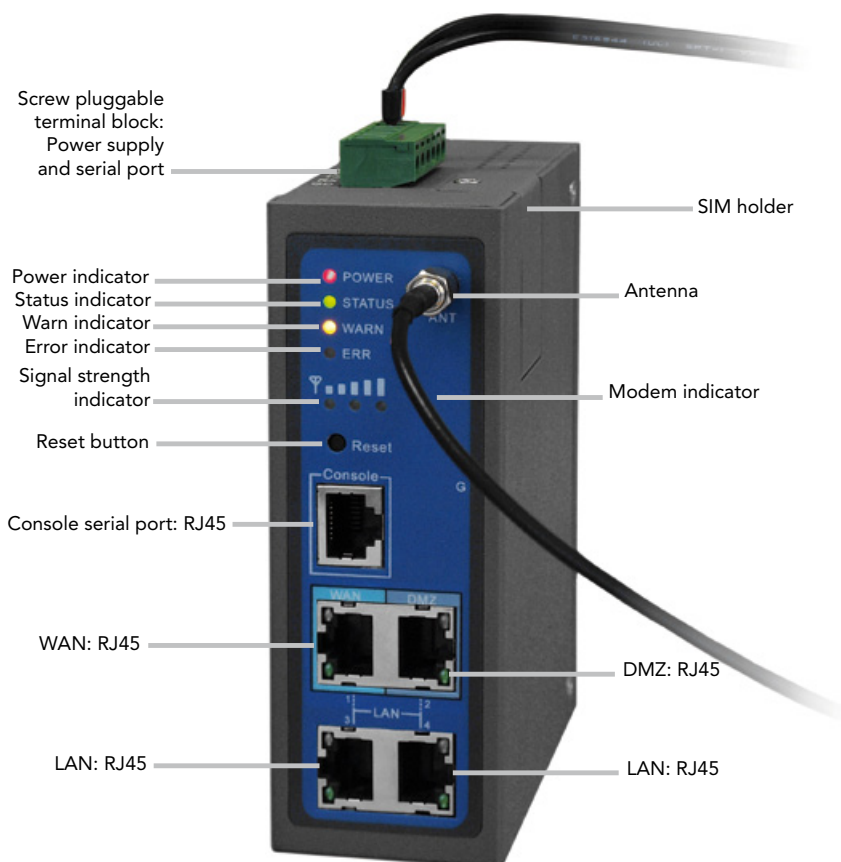 Screw pluggable
terminal block:
Power supply
and serial port
SIM holder
Power indicator
Status indicator
Warn indicator
Error indicator
Signal strength
indicator
Reset button
Console serial port: RJ45
WAN: RJ45
LAN: RJ45
Antenna
Modem indicator
DMZ: RJ45
LAN: RJ45
POWER
STATUS
WARN
ERR
ANT
Reset
Console
G
WAN
DMZ
1
2
LAN
3
4